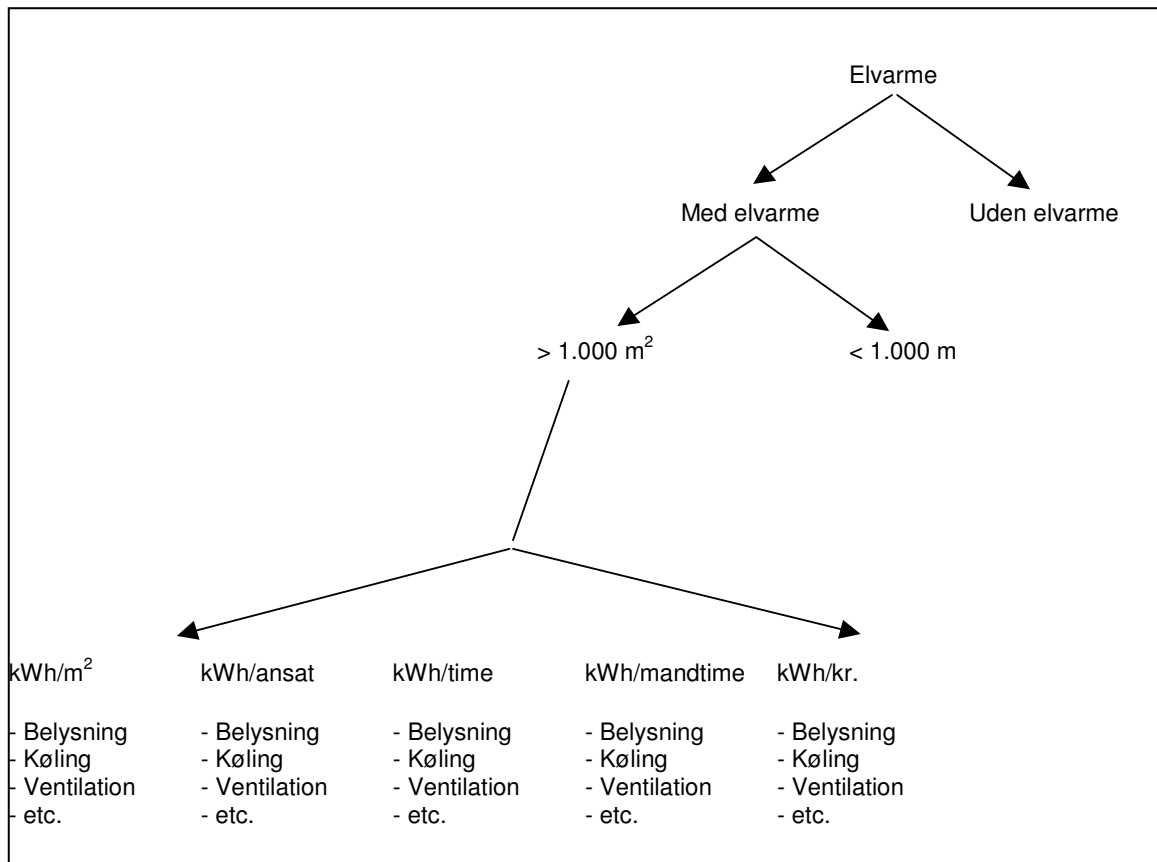 Elvarme
Med elvarme Uden elvarme
> 1.000 m² < 1.000 m
kWh/m² kWh/ansat kWh/time kWh/mandtime kWh/kr.
- Belysning - Belysning - Belysning - Belysning - Belysning
- Køling - Køling - Køling - Køling - Køling
- Ventilation - Ventilation - Ventilation - Ventilation - Ventilation
- etc. - etc. - etc. - etc. - etc.